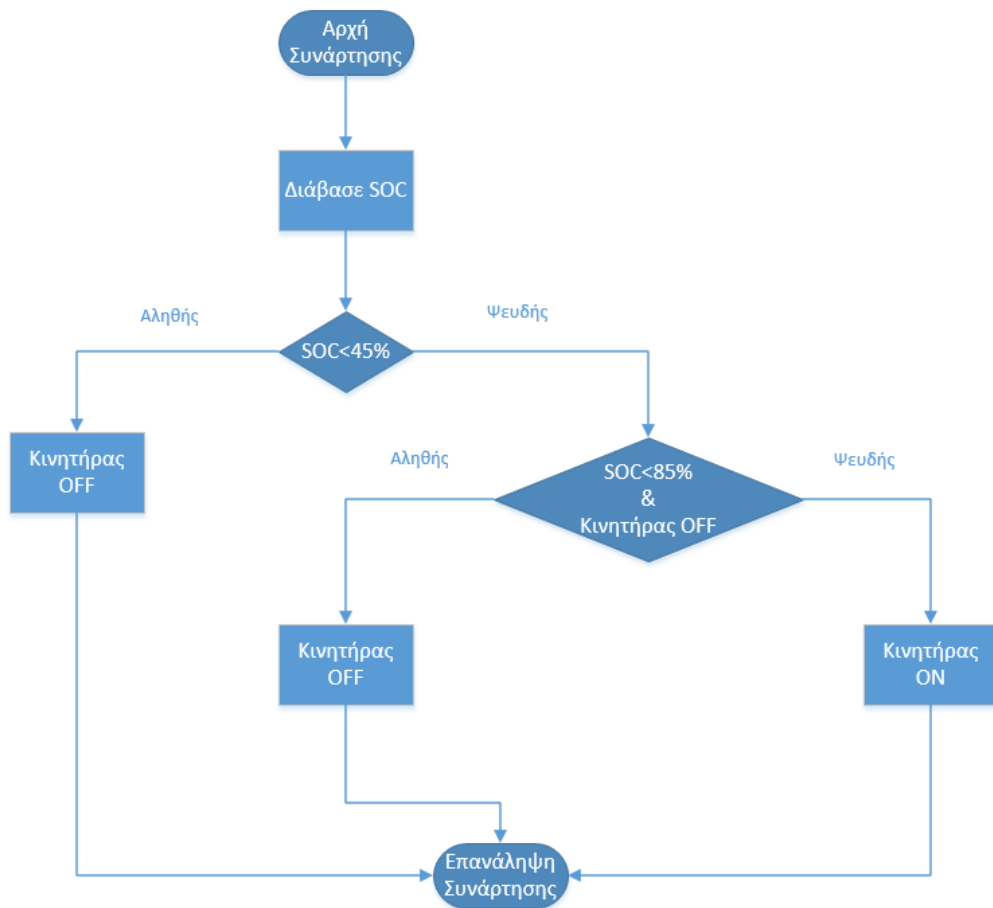 Αρχή
Συνάρτησης
Διάβασε SOC
Αληθής
Ψευδής
SOC<45%
Κινητήρας
OFF
Αληθής
Ψευδής
SOC<85%
&
Κινητήρας OFF
Κινητήρας
OFF
Κινητήρας
ON
Επανάληψη
Συνάρτησης